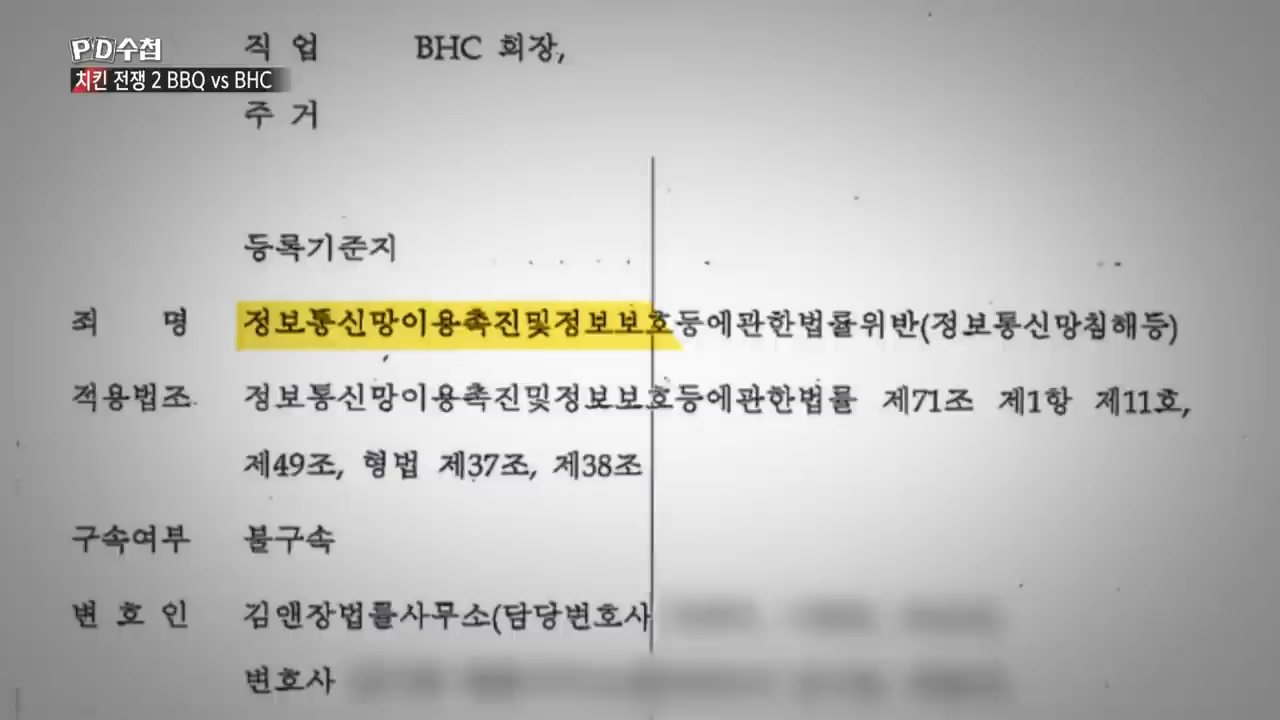 PD수첩
치킨 전쟁 2 BBQ vs BHC
직 업 BHC 회장,
주 거
등록기준지
죄 명 정보통신망이용촉진및정보보호등에관한법률위반(정보통신망침해등)
적용법조 정보통신망이용촉진및정보보호등에관한법률 제71조 제1항 제11호,
제49조, 형법 제37조, 제38조
구속여부 불구속
변 호 인 김앤장법률사무소(담당변호사
변호사